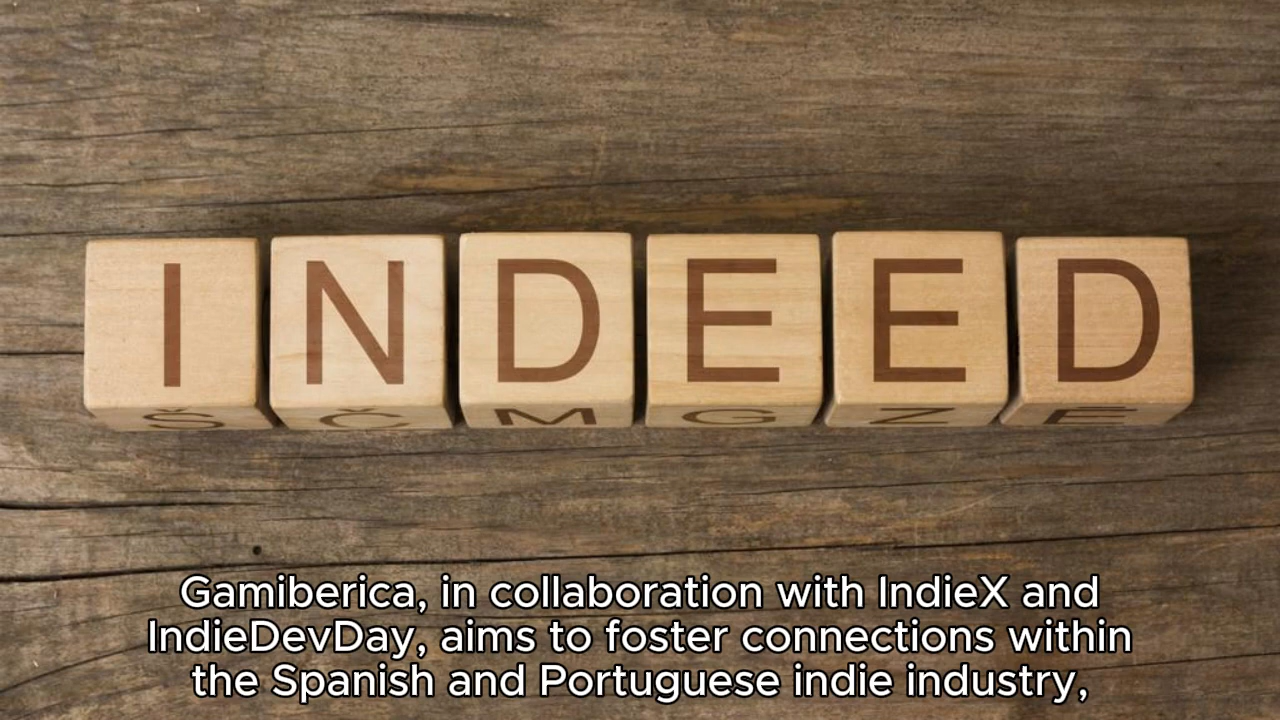 INDEED
Š Č M G Z E
Gamiberica, in collaboration with IndieX and
IndieDevDay, aims to foster connections within
the Spanish and Portuguese indie industry,